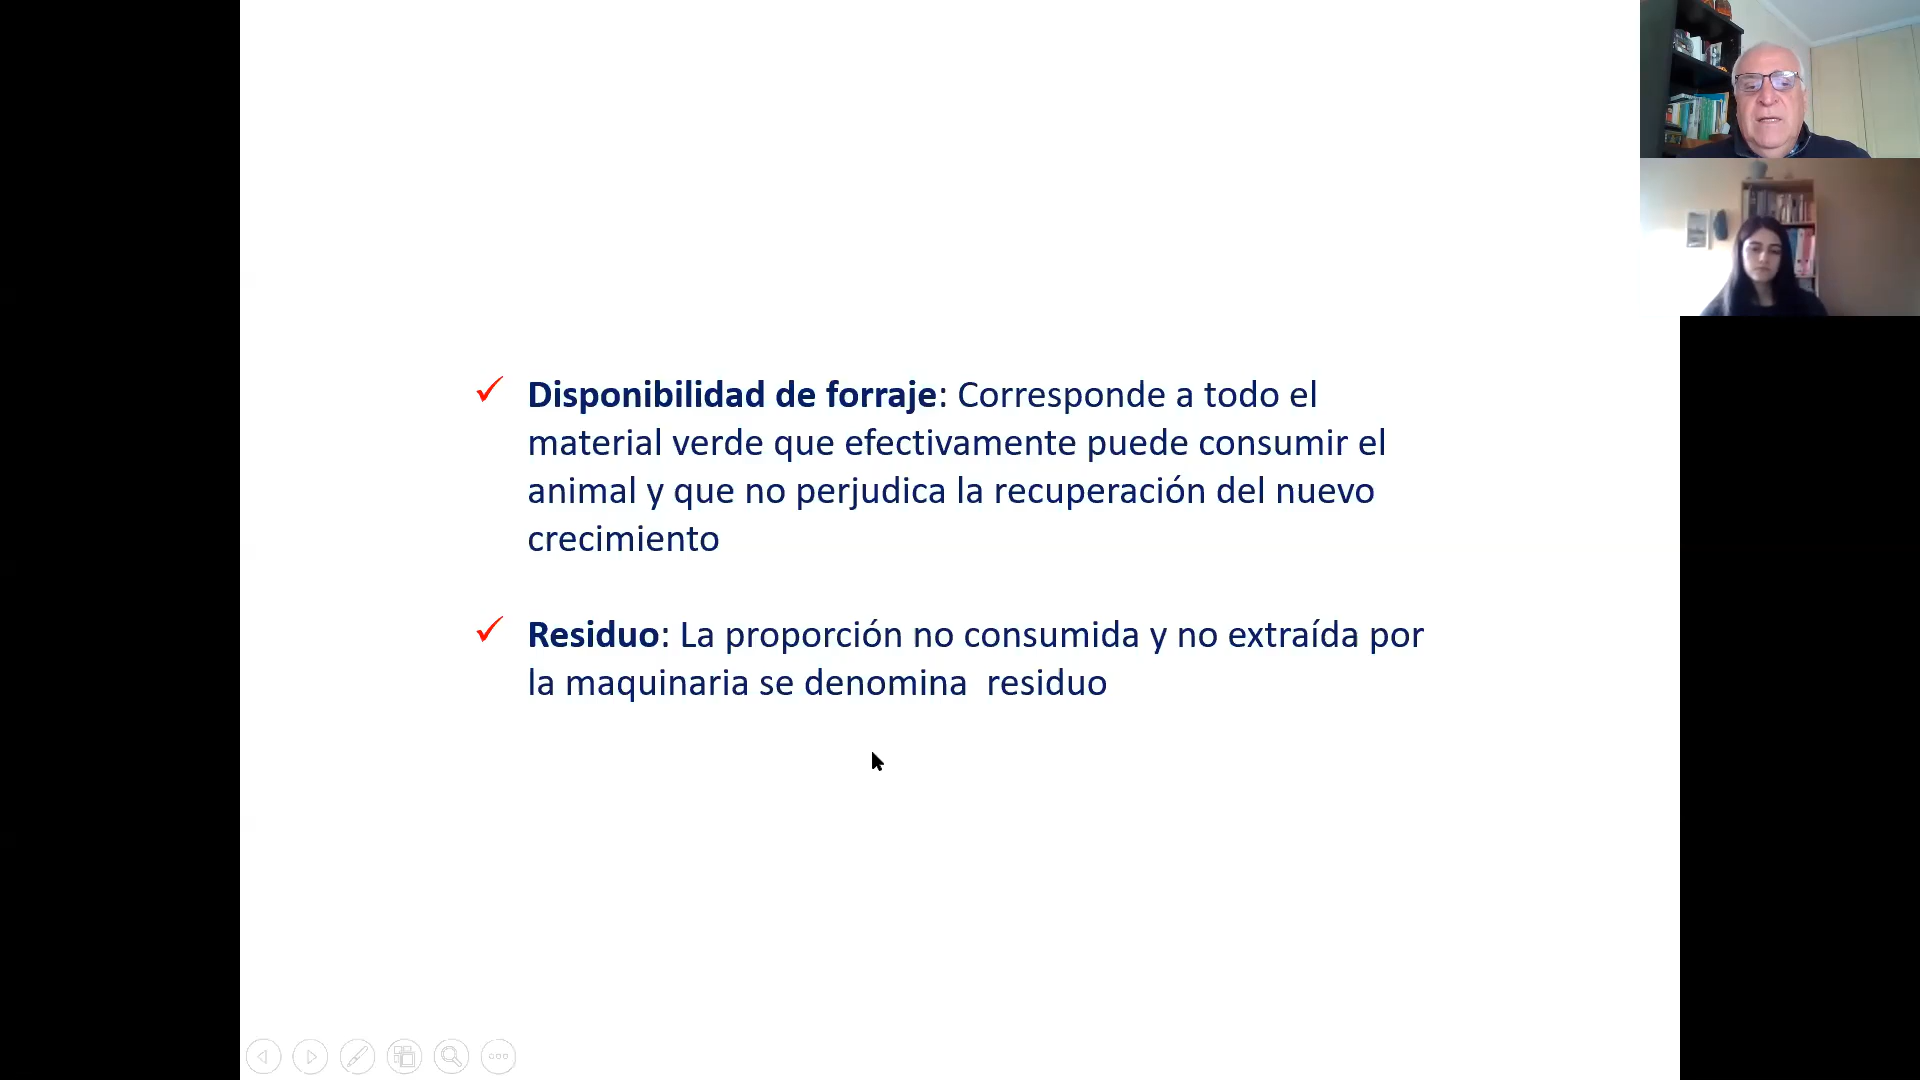 Disponibilidad de forraje: Corresponde a todo el
material verde que efectivamente puede consumir el
animal y que no perjudica la recuperación del nuevo
crecimiento
Residuo: La proporción no consumida y no extraída por
la maquinaria se denomina  residuo